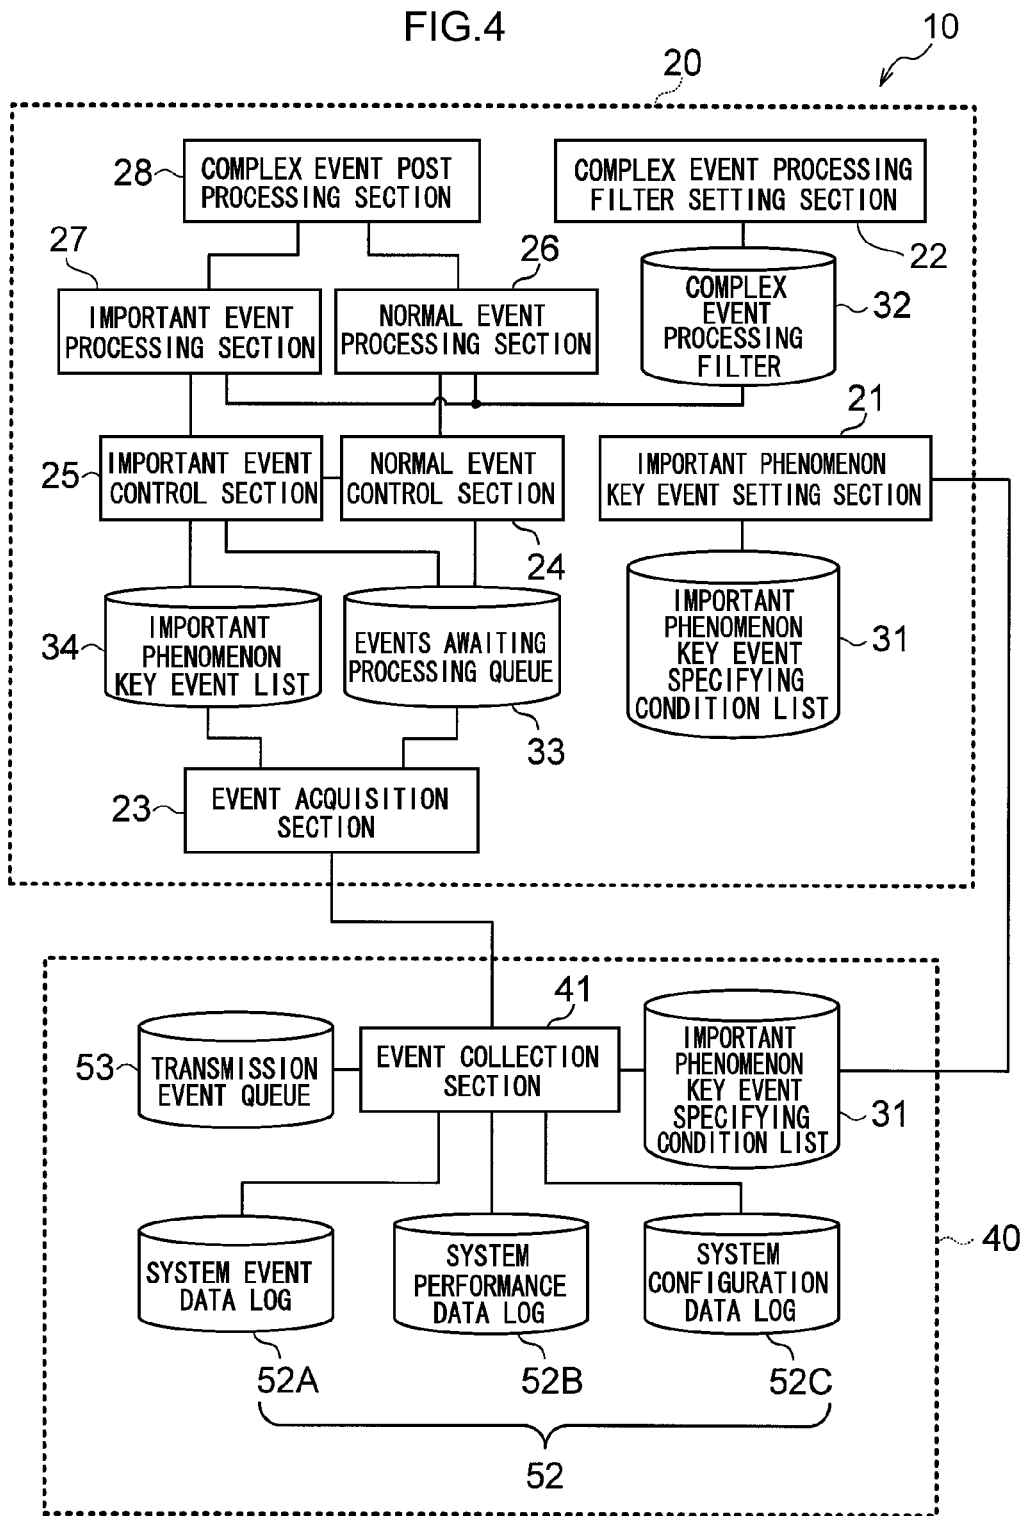 FIG.4
10
20
28
COMPLEX EVENT POST
PROCESSING SECTION
COMPLEX EVENT PROCESSING
FILTER SETTING SECTION
22
27
IMPORTANT EVENT
PROCESSING SECTION
26
NORMAL EVENT
PROCESSING SECTION
COMPLEX
EVENT
PROCESSING
FILTER
32
25
IMPORTANT EVENT
CONTROL SECTION
NORMAL EVENT
CONTROL SECTION
24
21
IMPORTANT PHENOMENON
KEY EVENT SETTING SECTION
34
IMPORTANT
PHENOMENON
KEY EVENT LIST
EVENTS AWAITING
PROCESSING QUEUE
33
IMPORTANT
PHENOMENON
KEY EVENT
SPECIFYING
CONDITION LIST
31
23
EVENT ACQUISITION
SECTION
53
TRANSMISSION
EVENT QUEUE
41
EVENT COLLECTION
SECTION
IMPORTANT
PHENOMENON
KEY EVENT
SPECIFYING
CONDITION LIST
31
40
SYSTEM EVENT
DATA LOG
52A
SYSTEM
PERFORMANCE
DATA LOG
52B
SYSTEM
CONFIGURATION
DATA LOG
52C
52